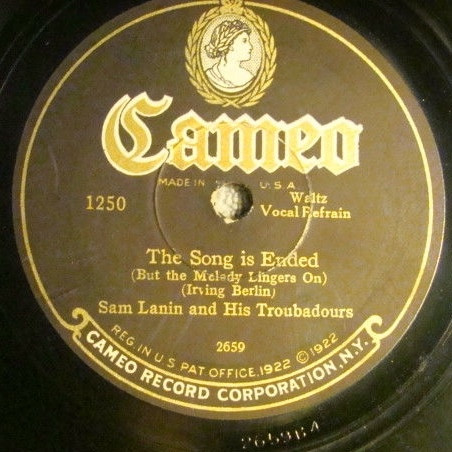 Cameo
MADE IN U.S.A
1250
Waltz
Vocal Refrain
The Song is Ended
(But the Melody Lingers On)
(Irving Berlin)
Sam Lanin and His Troubadours
2659
REG. IN U.S. PAT. OFFICE. 1922 © 1922
CAMEO RECORD CORPORATION, N.Y.